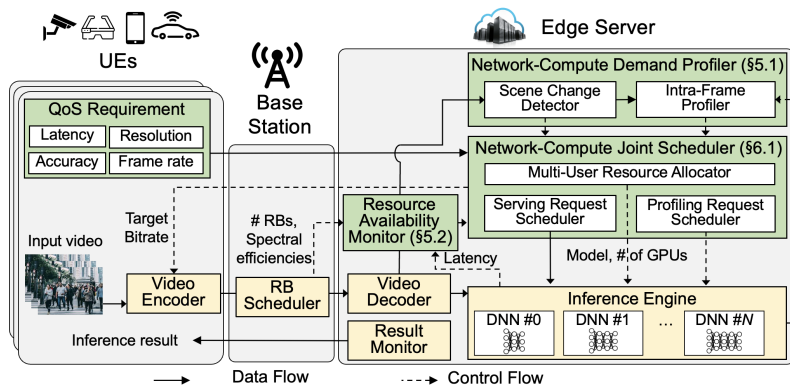 Edge Server
UEs
Base
Station
Network-Compute Demand Profiler (§5.1)
Scene Change
Detector
Intra-Frame
Profiler
QoS Requirement
Latency
Resolution
Accuracy
Frame rate
Network-Compute Joint Scheduler (§6.1)
Multi-User Resource Allocator
Serving Request
Scheduler
Profiling Request
Scheduler
Resource
Availability
Monitor (§5.2)
Target
Bitrate
# RBs,
Spectral
efficiencies
Latency
Model, # of GPUs
Input video
Video
Encoder
RB
Scheduler
Video
Decoder
Inference Engine
DNN #0
DNN #1
...
DNN #N
Result
Monitor
Inference result
Data Flow
Control Flow